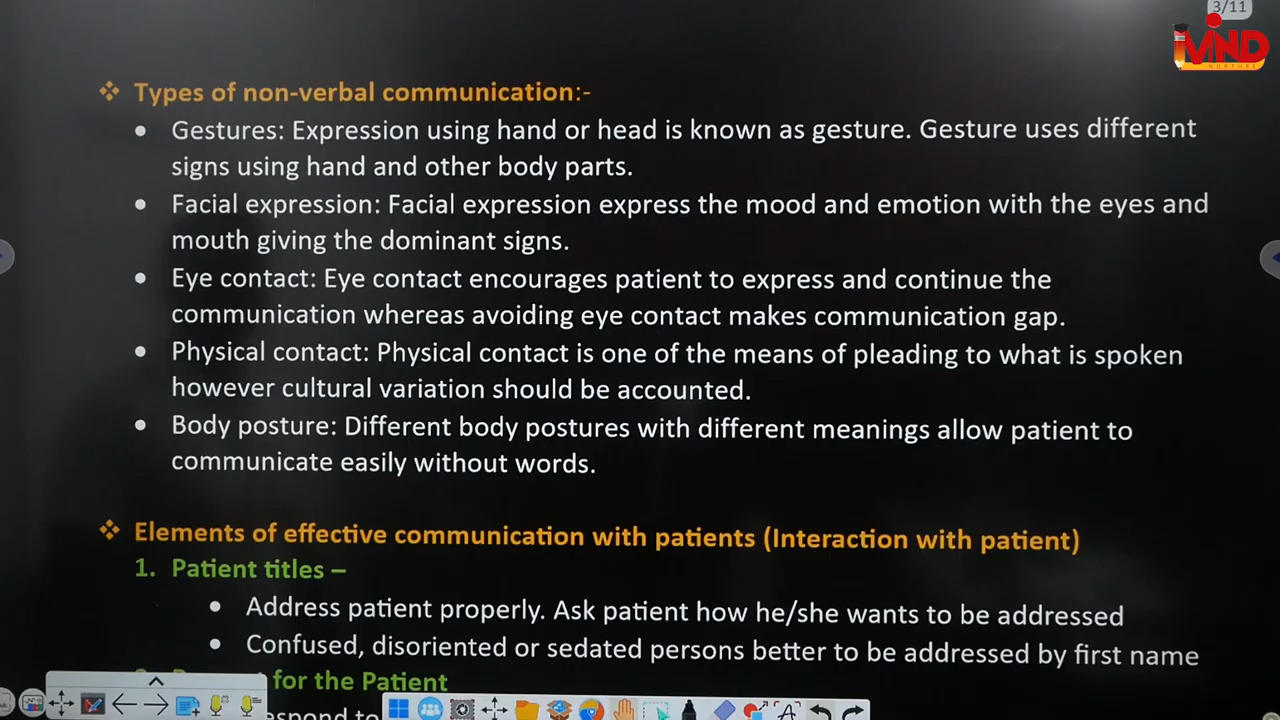 3/11
MIND
NURTURE
Types of non-verbal communication:-
Gestures: Expression using hand or head is known as gesture. Gesture uses different
signs using hand and other body parts.
Facial expression: Facial expression express the mood and emotion with the eyes and
mouth giving the dominant signs.
Eye contact: Eye contact encourages patient to express and continue the
communication whereas avoiding eye contact makes communication gap.
Physical contact: Physical contact is one of the means of pleading to what is spoken
however cultural variation should be accounted.
Body posture: Different body postures with different meanings allow patient to
communicate easily without words.
Elements of effective communication with patients (Interaction with patient)
1. Patient titles –
Address patient properly. Ask patient how he/she wants to be addressed
Confused, disoriented or sedated persons better to be addressed by first name
for the Patient